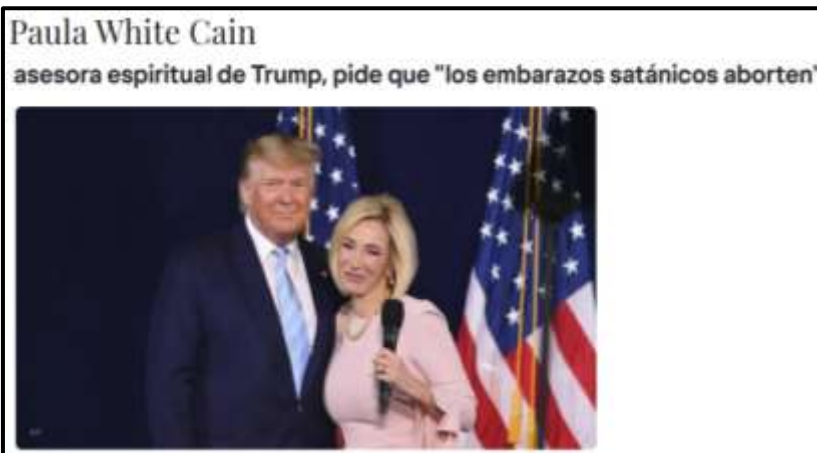 Paula White Cain
asesora espiritual de Trump, pide que "los embarazos satánicos aborten"